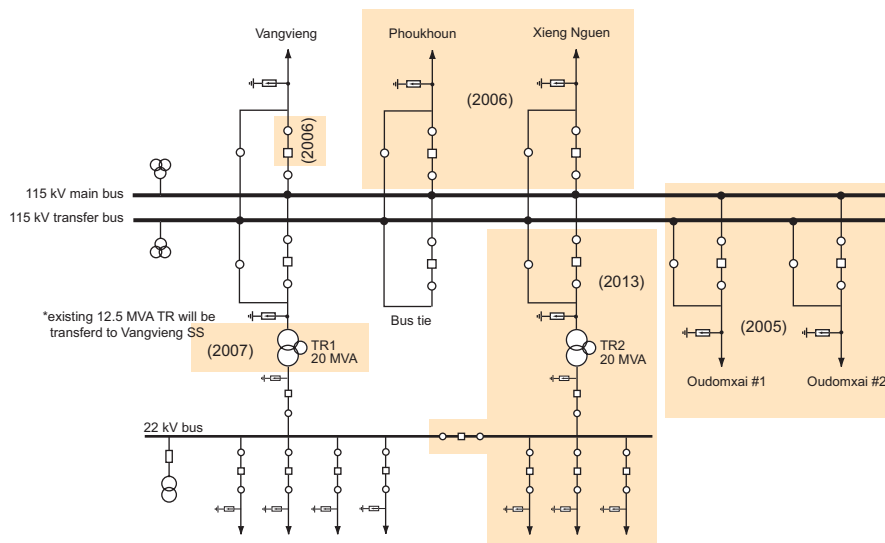 Vangvieng
Phoukhoun
Xieng Nguen
(2006)
(2006)
115 kV main bus
115 kV transfer bus
(2013)
*existing 12.5 MVA TR will be
transferd to Vangvieng SS
Bus tie
(2005)
(2007)
TR1
20 MVA
TR2
20 MVA
Oudomxai #1
Oudomxai #2
22 kV bus